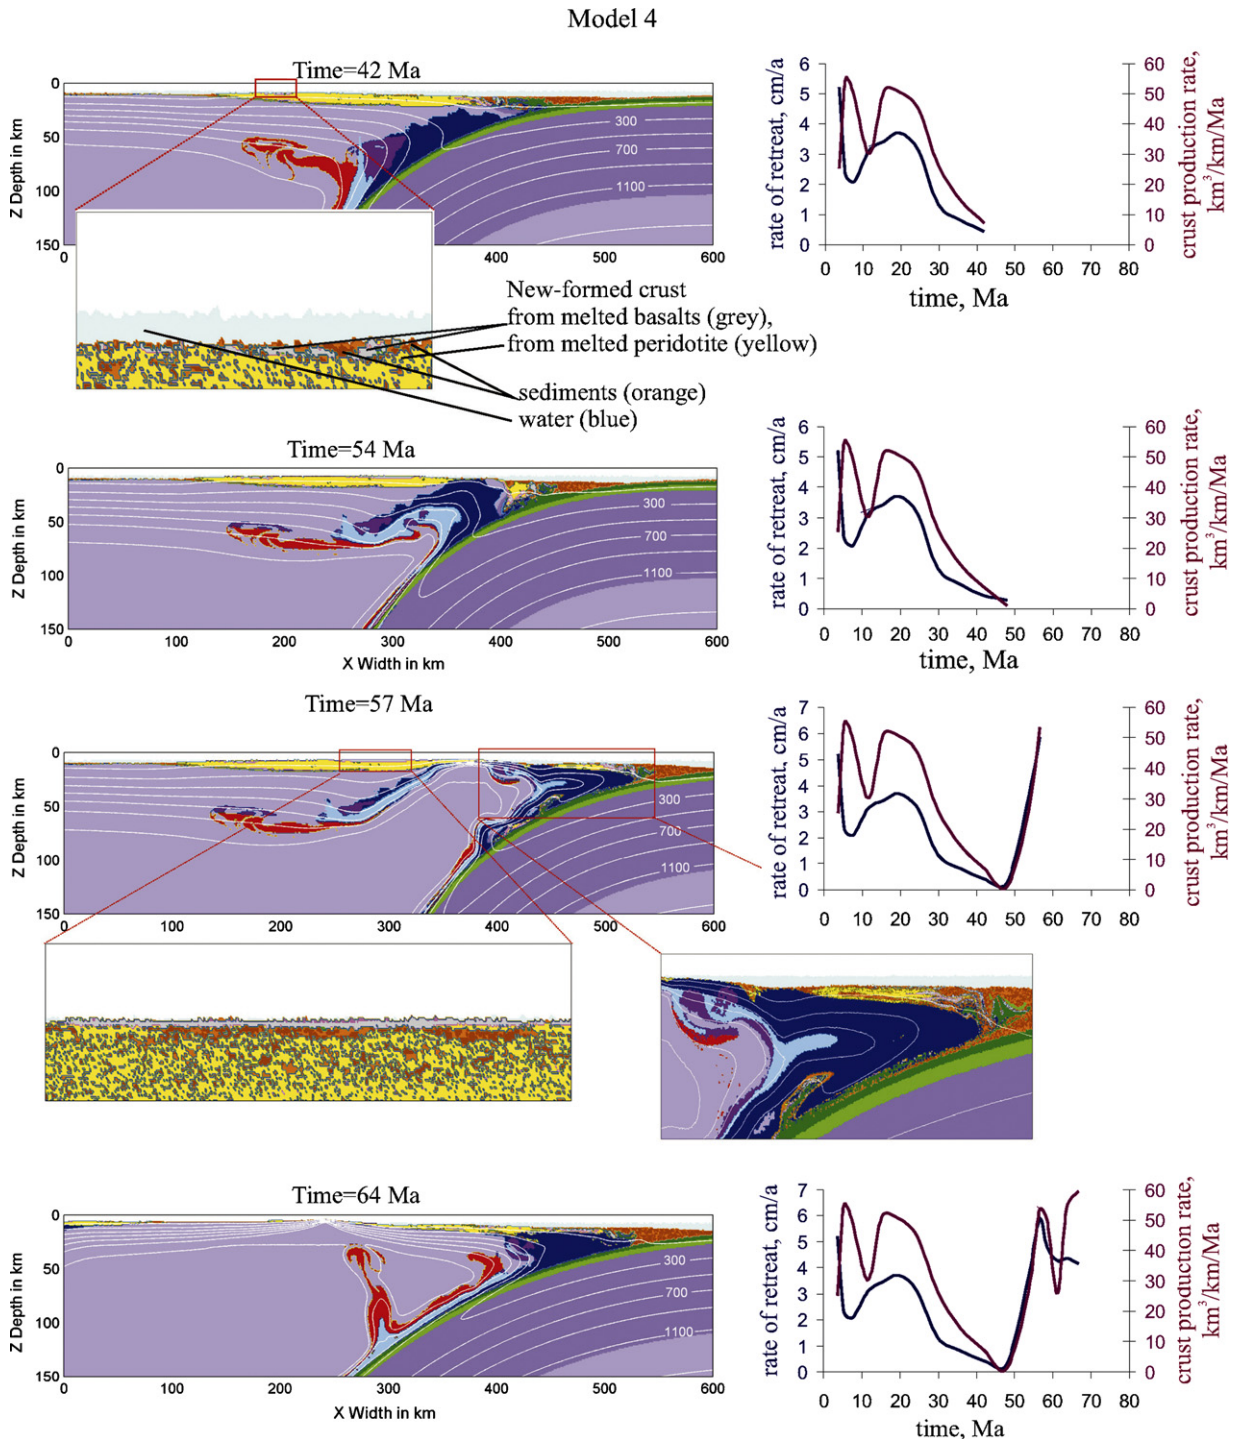 Model 4
Time=42 Ma
0
50
100
150
Z Depth in km
300
700
1100
400
500
600
New-formed crust
from melted basalts (grey),
from melted peridotite (yellow)
sediments (orange)
water (blue)
rate of retreat, cm/a
6
5
4
3
2
1
0
0 10 20 30 40 50 60 70 80
time, Ma
60
50
40
30
20
10
0
crust production rate,
km³/km/Ma
Time=54 Ma
0
50
100
150
Z Depth in km
300
700
1100
0 100 200 300 400 500 600
X Width in km
rate of retreat, cm/a
6
5
4
3
2
1
0
0 10 20 30 40 50 60 70 80
time, Ma
60
50
40
30
20
10
0
crust production rate,
km³/km/Ma
Time=57 Ma
0
50
100
150
Z Depth in km
300
700
1100
0 100 200 300 400 500 600
rate of retreat, cm/a
7
6
5
4
3
2
1
0
0 10 20 30 40 50 60 70 80
60
50
40
30
20
10
0
crust production rate,
km³/km/Ma
Time=64 Ma
0
50
100
150
Z Depth in km
300
700
1100
0 100 200 300 400 500 600
X Width in km
rate of retreat, cm/a
7
6
5
4
3
2
1
0
0 10 20 30 40 50 60 70 80
time, Ma
60
50
40
30
20
10
0
crust production rate,
km³/km/Ma